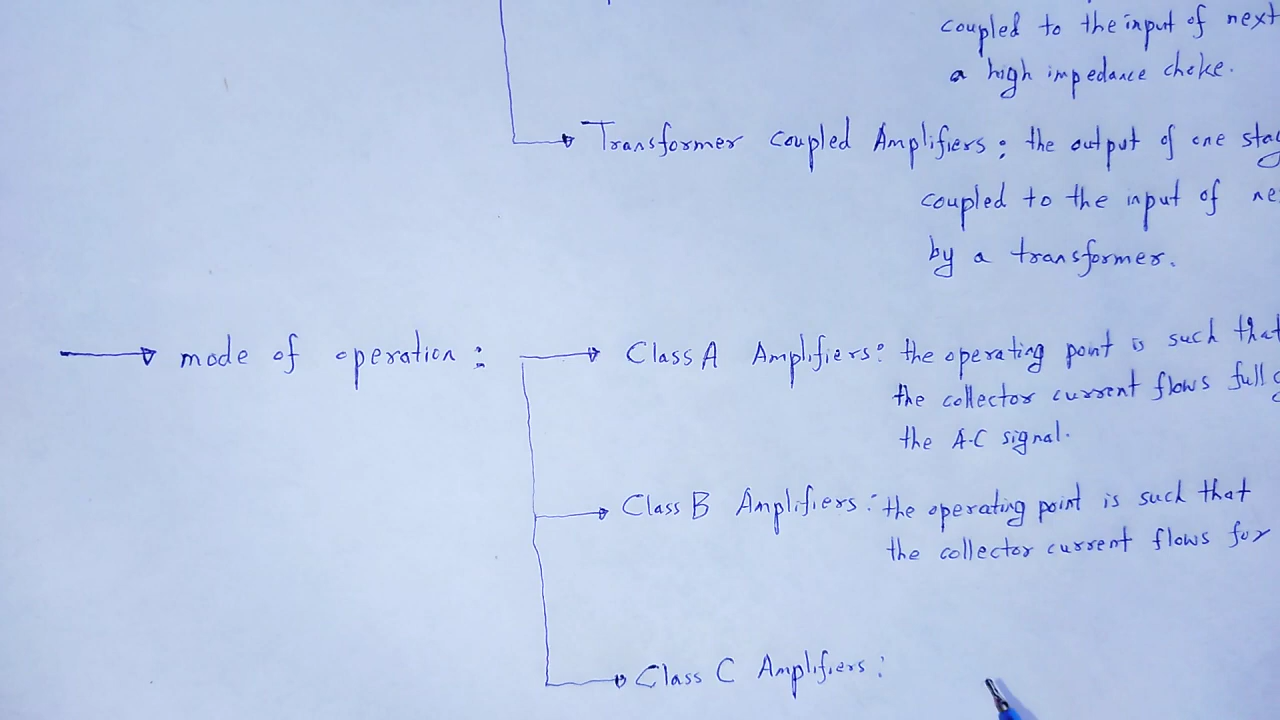 coupled to the input of next
a high impedance choke.
Transformer coupled Amplifiers: the output of one
coupled to the input of
by a transformer.
mode of operation:
Class A Amplifiers: the operating point is such that
the collector current flows full
the A.C signal.
Class B Amplifiers: the operating point is such that
the collector current flows for
Class C Amplifiers: